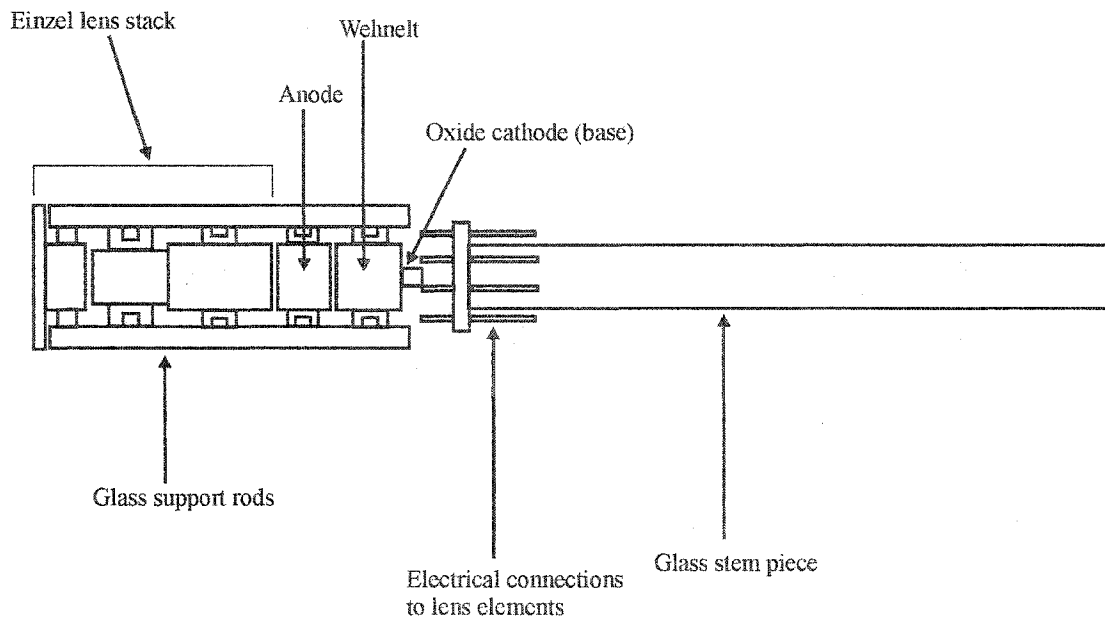 Einzel lens stack
Wehnelt
Anode
Oxide cathode (base)
Glass support rods
Electrical connections
to lens elements
Glass stem piece